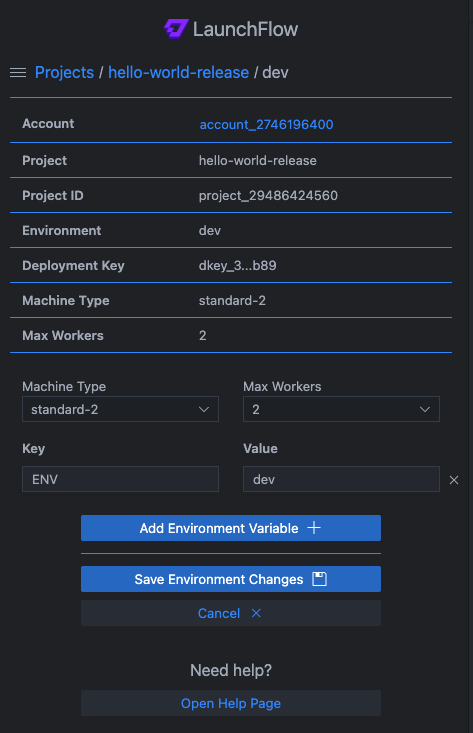 LaunchFlow
Projects / hello-world-release / dev
Account account_2746196400
Project hello-world-release
Project ID project_29486424560
Environment dev
Deployment Key dkey_3...b89
Machine Type standard-2
Max Workers 2
Machine Type Max Workers
standard-2 2
Key Value
ENV dev
Add Environment Variable
Save Environment Changes
Cancel
Need help?
Open Help Page